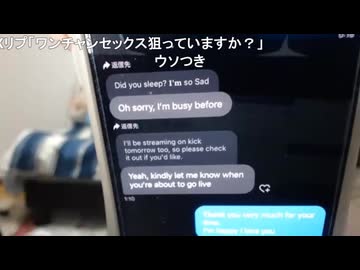 Xリプ「ワンチャンセックス狙っていますか？」
ウソつき
返信先
Did you sleep? I'm so Sad
Oh sorry, I'm busy before
返信先
I'll be streaming on kick
tomorrow too, so please check
it out if you'd like.
Yeah, kindly let me know when
you're about to go live
Thank you very much for your
time.
I'm happy I love you